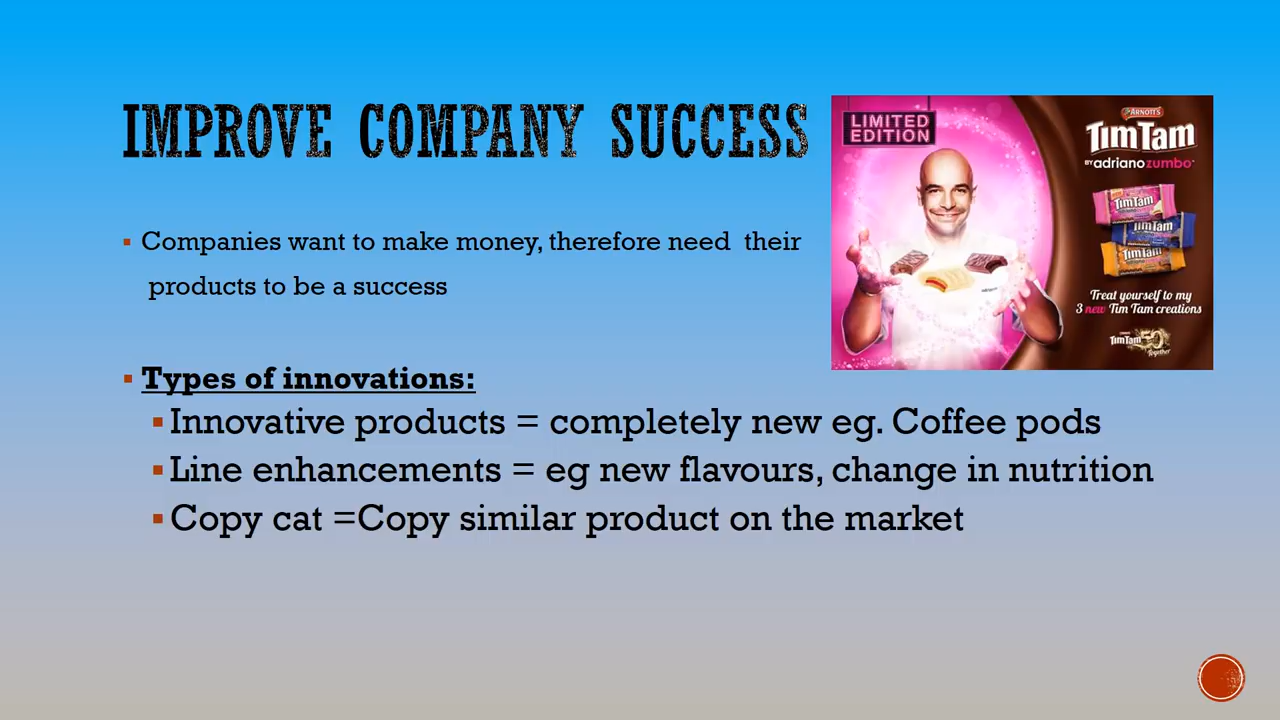 IMPROVE COMPANY SUCCESS
LIMITED
EDITION
ARNOTT'S
TimTam
BY adriano zumbo
TimTam
TimTam
TimTam
Treat yourself to my
3 new Tim Tam creations
TimTam 50
Together
Companies want to make money, therefore need their
products to be a success
Types of innovations:
Innovative products = completely new eg. Coffee pods
Line enhancements = eg new flavours, change in nutrition
Copy cat =Copy similar product on the market